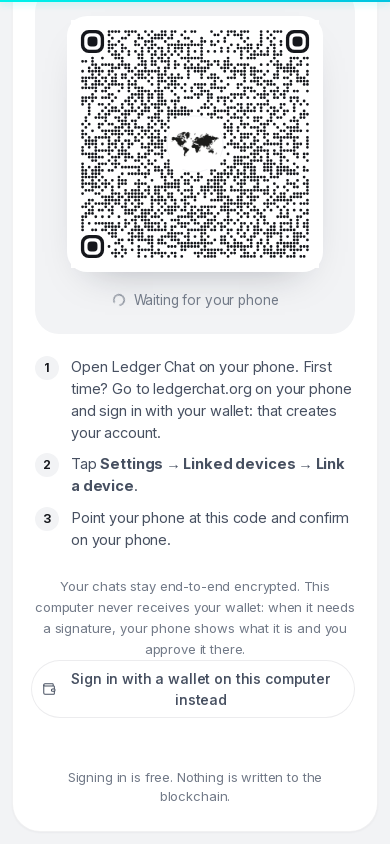 Waiting for your phone
1 Open Ledger Chat on your phone. First
time? Go to ledgerchat.org on your phone
and sign in with your wallet: that creates
your account.
2 Tap Settings → Linked devices → Link
a device.
3 Point your phone at this code and confirm
on your phone.
Your chats stay end-to-end encrypted. This
computer never receives your wallet: when it needs
a signature, your phone shows what it is and you
approve it there.
Sign in with a wallet on this computer
instead
Signing in is free. Nothing is written to the
blockchain.